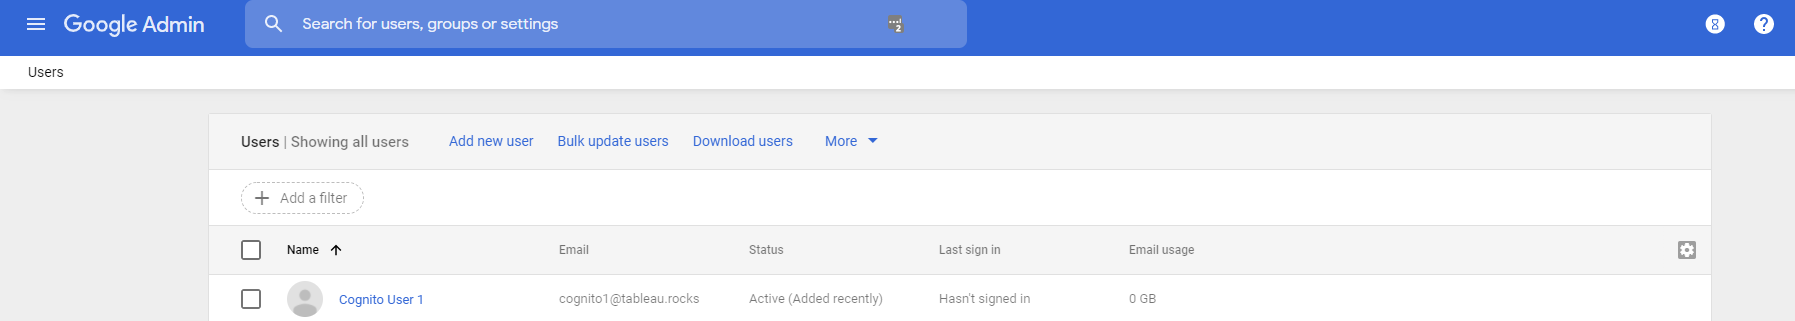 Google Admin
Search for users, groups or settings
2
Users
Users | Showing all users
Add new user
Bulk update users
Download users
More
Add a filter
Name
Email
Status
Last sign in
Email usage
Cognito User 1
cognito1@tableau.rocks
Active (Added recently)
Hasn't signed in
0 GB